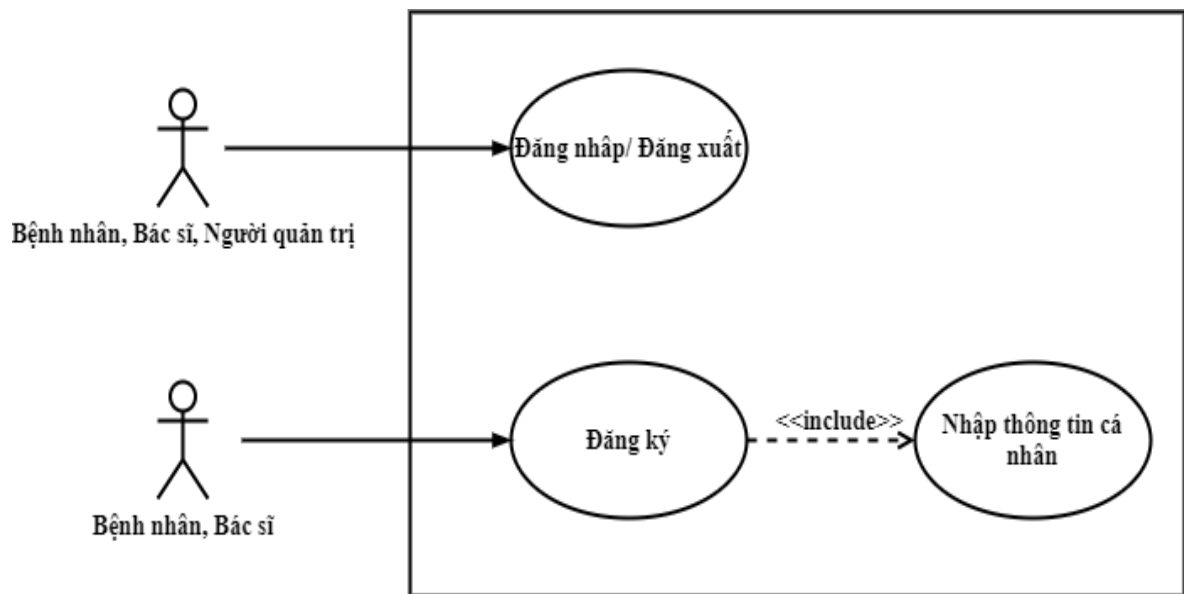 Đăng nhâp/ Đăng xuất
Bệnh nhân, Bác sĩ, Người quản trị
Đăng ký
<<include>>
Nhập thông tin cá
nhân
Bệnh nhân, Bác sĩ